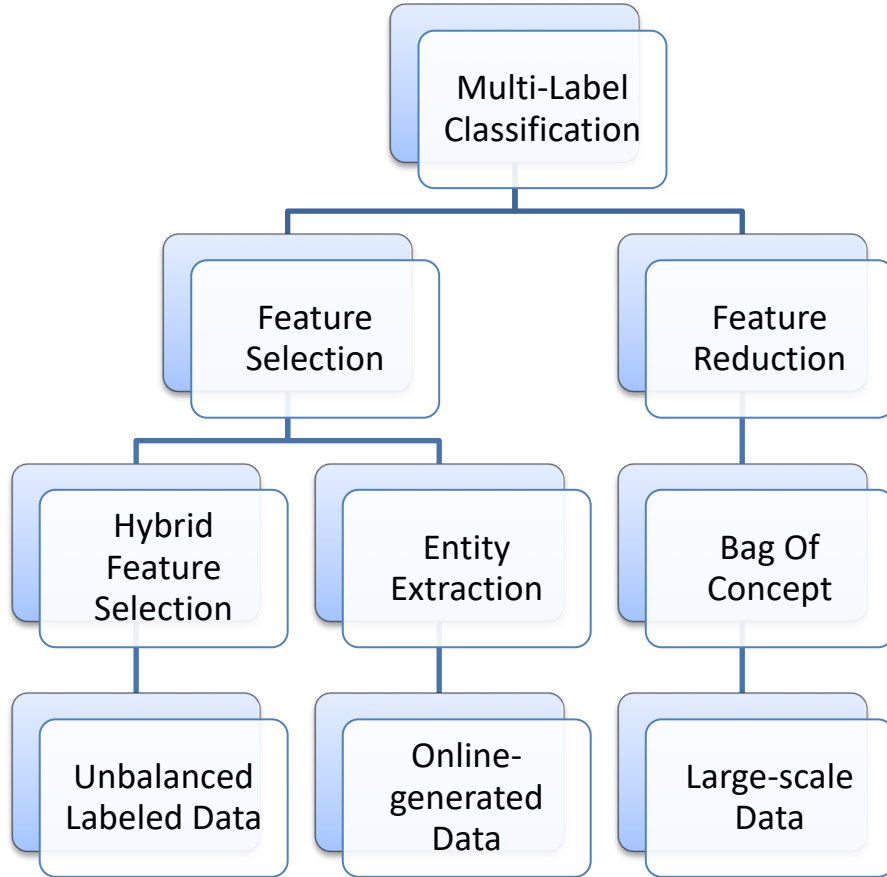 Multi-Label
Classification
Feature
Selection
Feature
Reduction
Hybrid
Feature
Selection
Entity
Extraction
Bag Of
Concept
Unbalanced
Labeled Data
Online-
generated
Data
Large-scale
Data